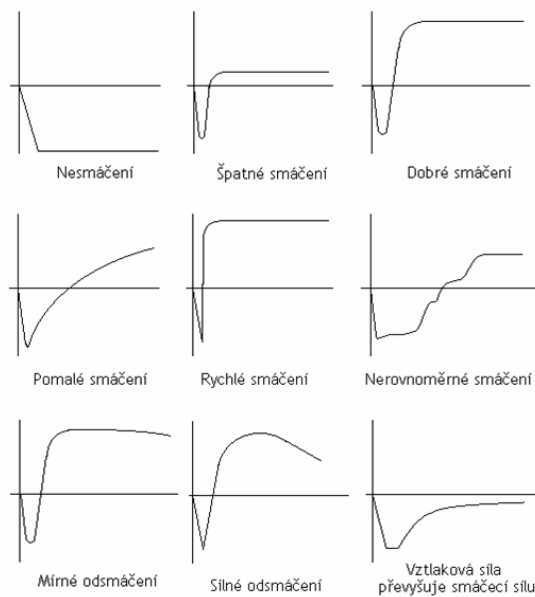 Nesmáčení
Špatné smáčení
Dobré smáčení
Pomalé smáčení
Rychlé smáčení
Nerovnoměrné smáčení
Mírné odsmáčení
Silné odsmáčení
Vztlaková síla
převyšuje smáčecí sílu